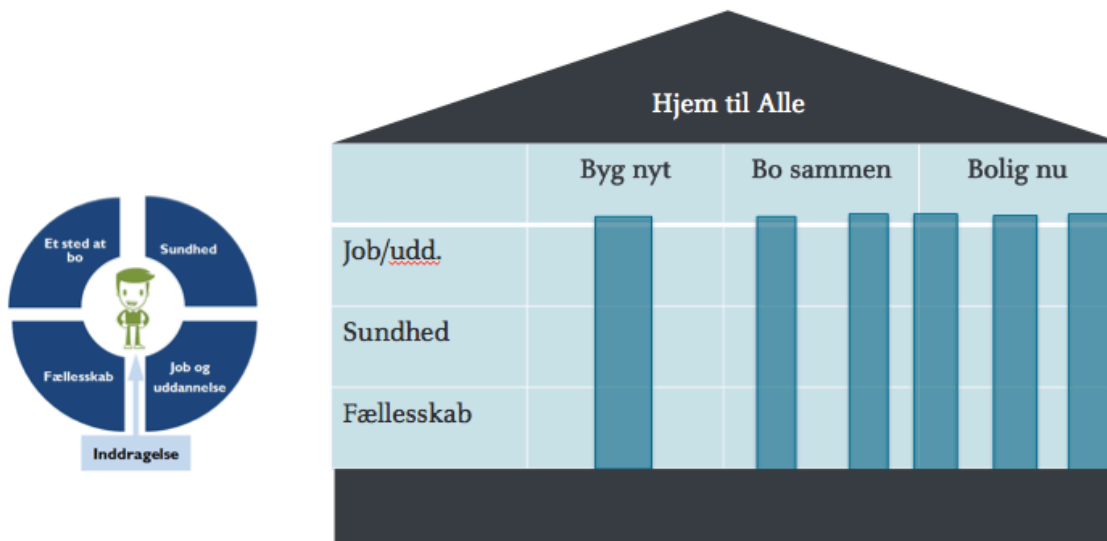 Et sted at
bo
Sundhed
Fællesskab
Job og
uddannelse
Inddragelse
Hjem til Alle
Byg nyt
Bo sammen
Bolig nu
Job/udd.
Sundhed
Fællesskab